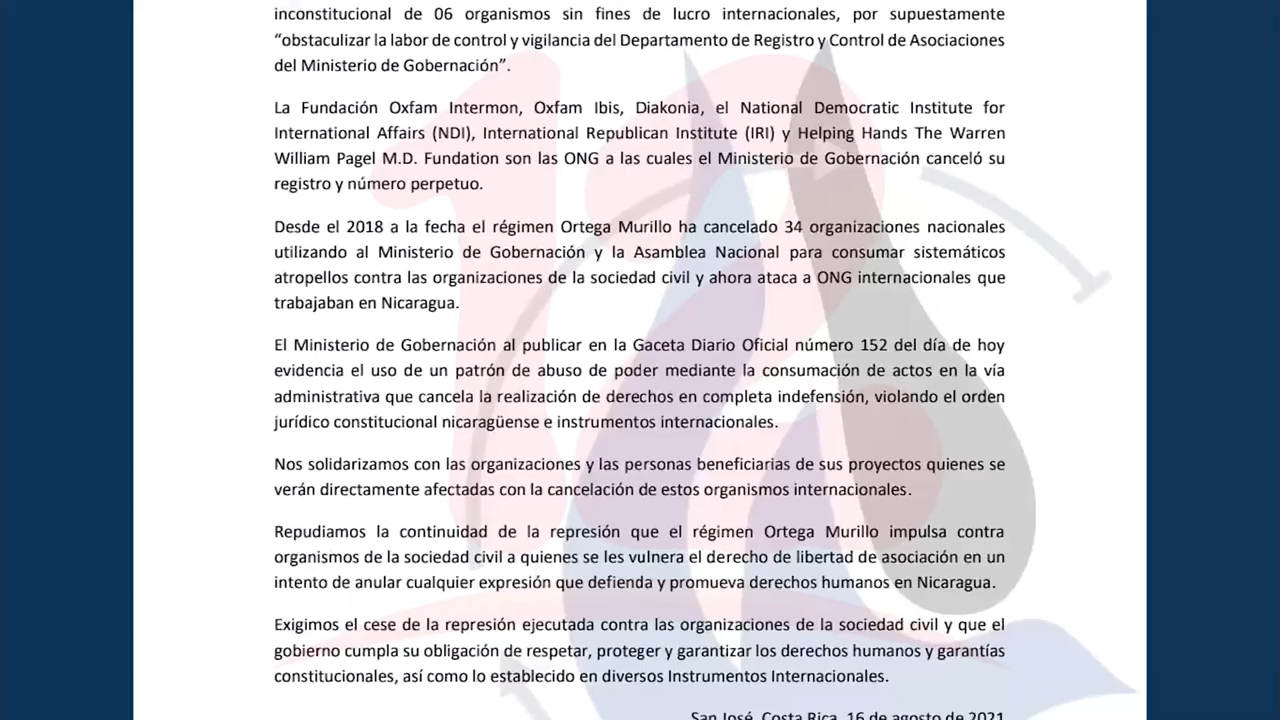 inconstitucional de 06 organismos sin fines de lucro internacionales, por supuestamente
“obstaculizar la labor de control y vigilancia del Departamento de Registro y Control de Asociaciones
del Ministerio de Gobernación”.
La Fundación Oxfam Intermon, Oxfam Ibis, Diakonia, el National Democratic Institute for
International Affairs (NDI), International Republican Institute (IRI) y Helping Hands The Warren
William Pagel M.D. Fundation son las ONG a las cuales el Ministerio de Gobernación canceló su
registro y número perpetuo.
Desde el 2018 a la fecha el régimen Ortega Murillo ha cancelado 34 organizaciones nacionales
utilizando al Ministerio de Gobernación y la Asamblea Nacional para consumar sistemáticos
atropellos contra las organizaciones de la sociedad civil y ahora ataca a ONG internacionales que
trabajaban en Nicaragua.
El Ministerio de Gobernación al publicar en la Gaceta Diario Oficial número 152 del día de hoy
evidencia el uso de un patrón de abuso de poder mediante la consumación de actos en la vía
administrativa que cancela la realización de derechos en completa indefensión, violando el orden
jurídico constitucional nicaragüense e instrumentos internacionales.
Nos solidarizamos con las organizaciones y las personas beneficiarias de sus proyectos quienes se
verán directamente afectadas con la cancelación de estos organismos internacionales.
Repudiamos la continuidad de la represión que el régimen Ortega Murillo impulsa contra
organismos de la sociedad civil a quienes se les vulnera el derecho de libertad de asociación en un
intento de anular cualquier expresión que defienda y promueva derechos humanos en Nicaragua.
Exigimos el cese de la represión ejecutada contra las organizaciones de la sociedad civil y que el
gobierno cumpla su obligación de respetar, proteger y garantizar los derechos humanos y garantías
constitucionales, así como lo establecido en diversos Instrumentos Internacionales.
San José, Costa Rica, 16 de agosto de 2021